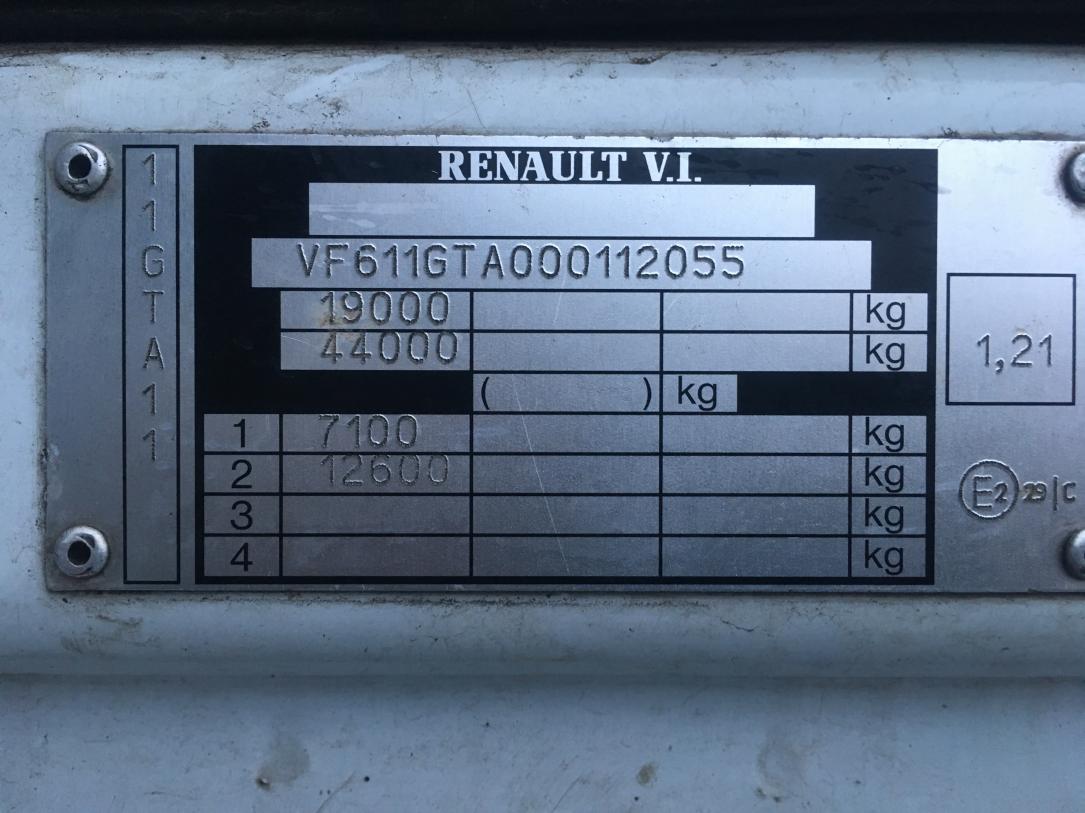 11GTA11
RENAULT V.I.
VF611GTA000112055
19000 kg
44000 kg
( ) kg
1 7100 kg
2 12600 kg
3 kg
4 kg
1,21
E2 29|C